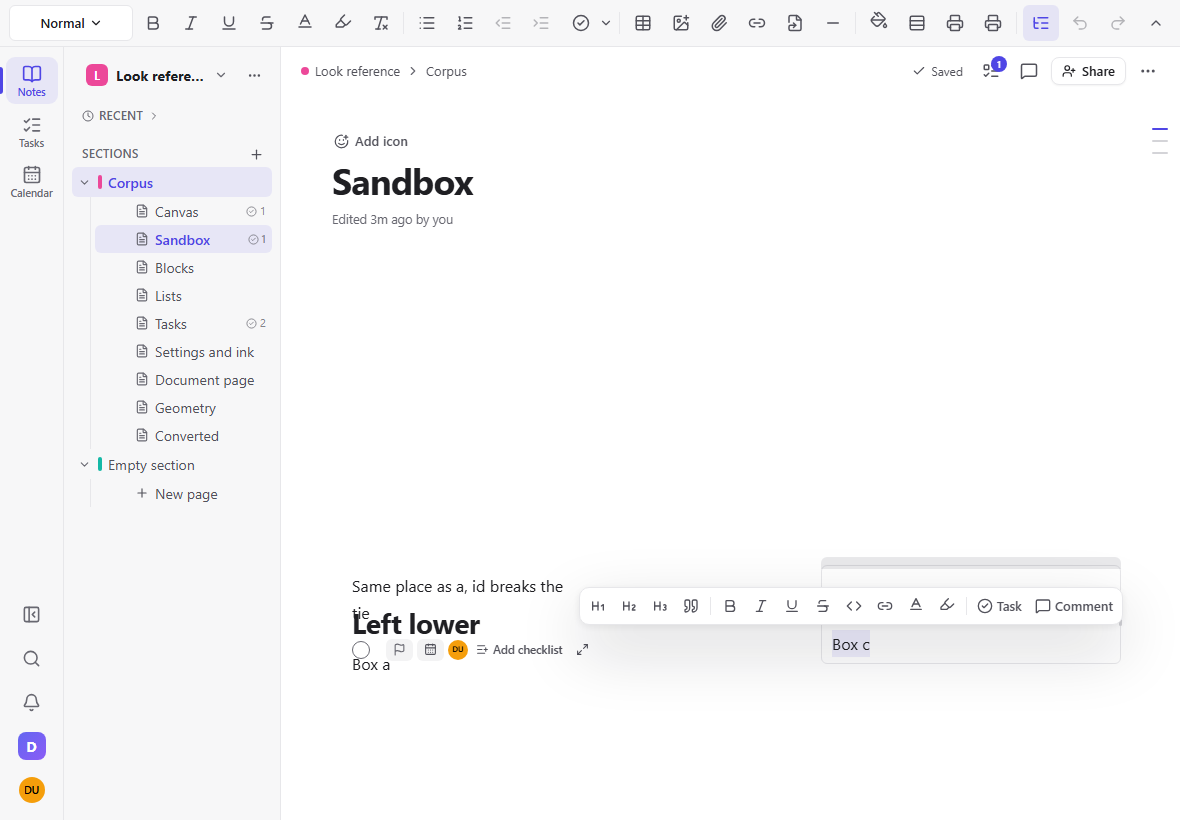 Normal
L Look refere...
Look reference > Corpus
Saved
1
Share
Notes
Tasks
Calendar
RECENT
SECTIONS
Corpus
Canvas 1
Sandbox 1
Blocks
Lists
Tasks 2
Settings and ink
Document page
Geometry
Converted
Empty section
New page
D
DU
Add icon
Sandbox
Edited 3m ago by you
Same place as a, id breaks the
tie
Left lower
DU Add checklist
Box a
H1 H2 H3 B I U S A Task Comment
Box c